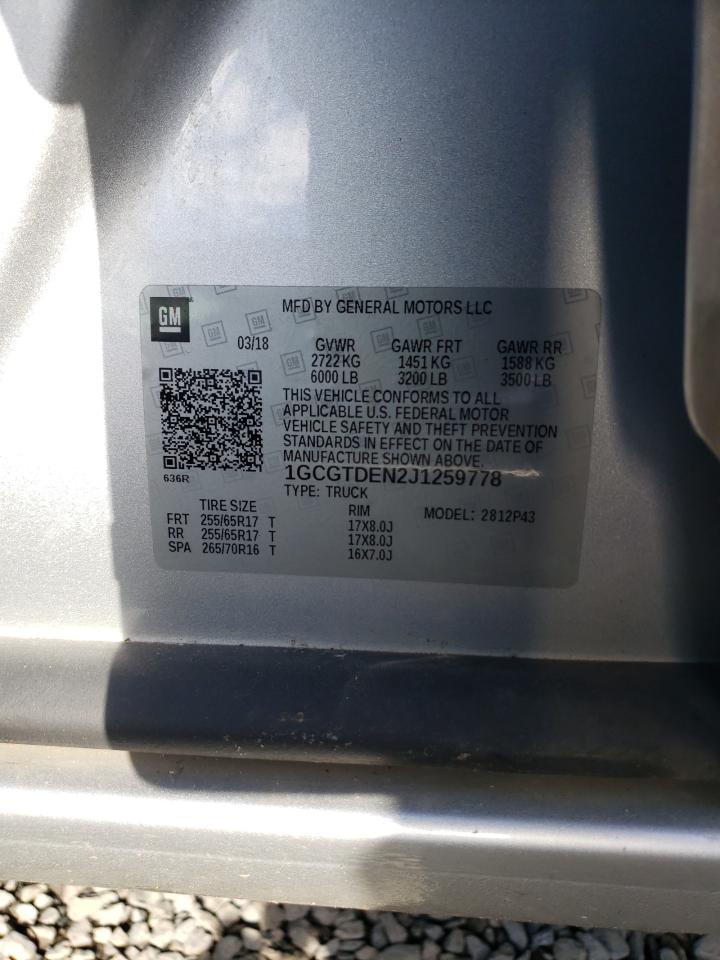 GM
MFD BY GENERAL MOTORS LLC
03/18
GVWR GAWR FRT GAWR RR
2722 KG 1451 KG 1588 KG
6000 LB 3200 LB 3500 LB
THIS VEHICLE CONFORMS TO ALL
APPLICABLE U.S. FEDERAL MOTOR
VEHICLE SAFETY AND THEFT PREVENTION
STANDARDS IN EFFECT ON THE DATE OF
MANUFACTURE SHOWN ABOVE.
636R
1GCGTDEN2J1259778
TYPE: TRUCK
TIRE SIZE RIM MODEL: 2812P43
FRT 255/65R17 T 17X8.0J
RR 255/65R17 T 17X8.0J
SPA 265/70R16 T 16X7.0J